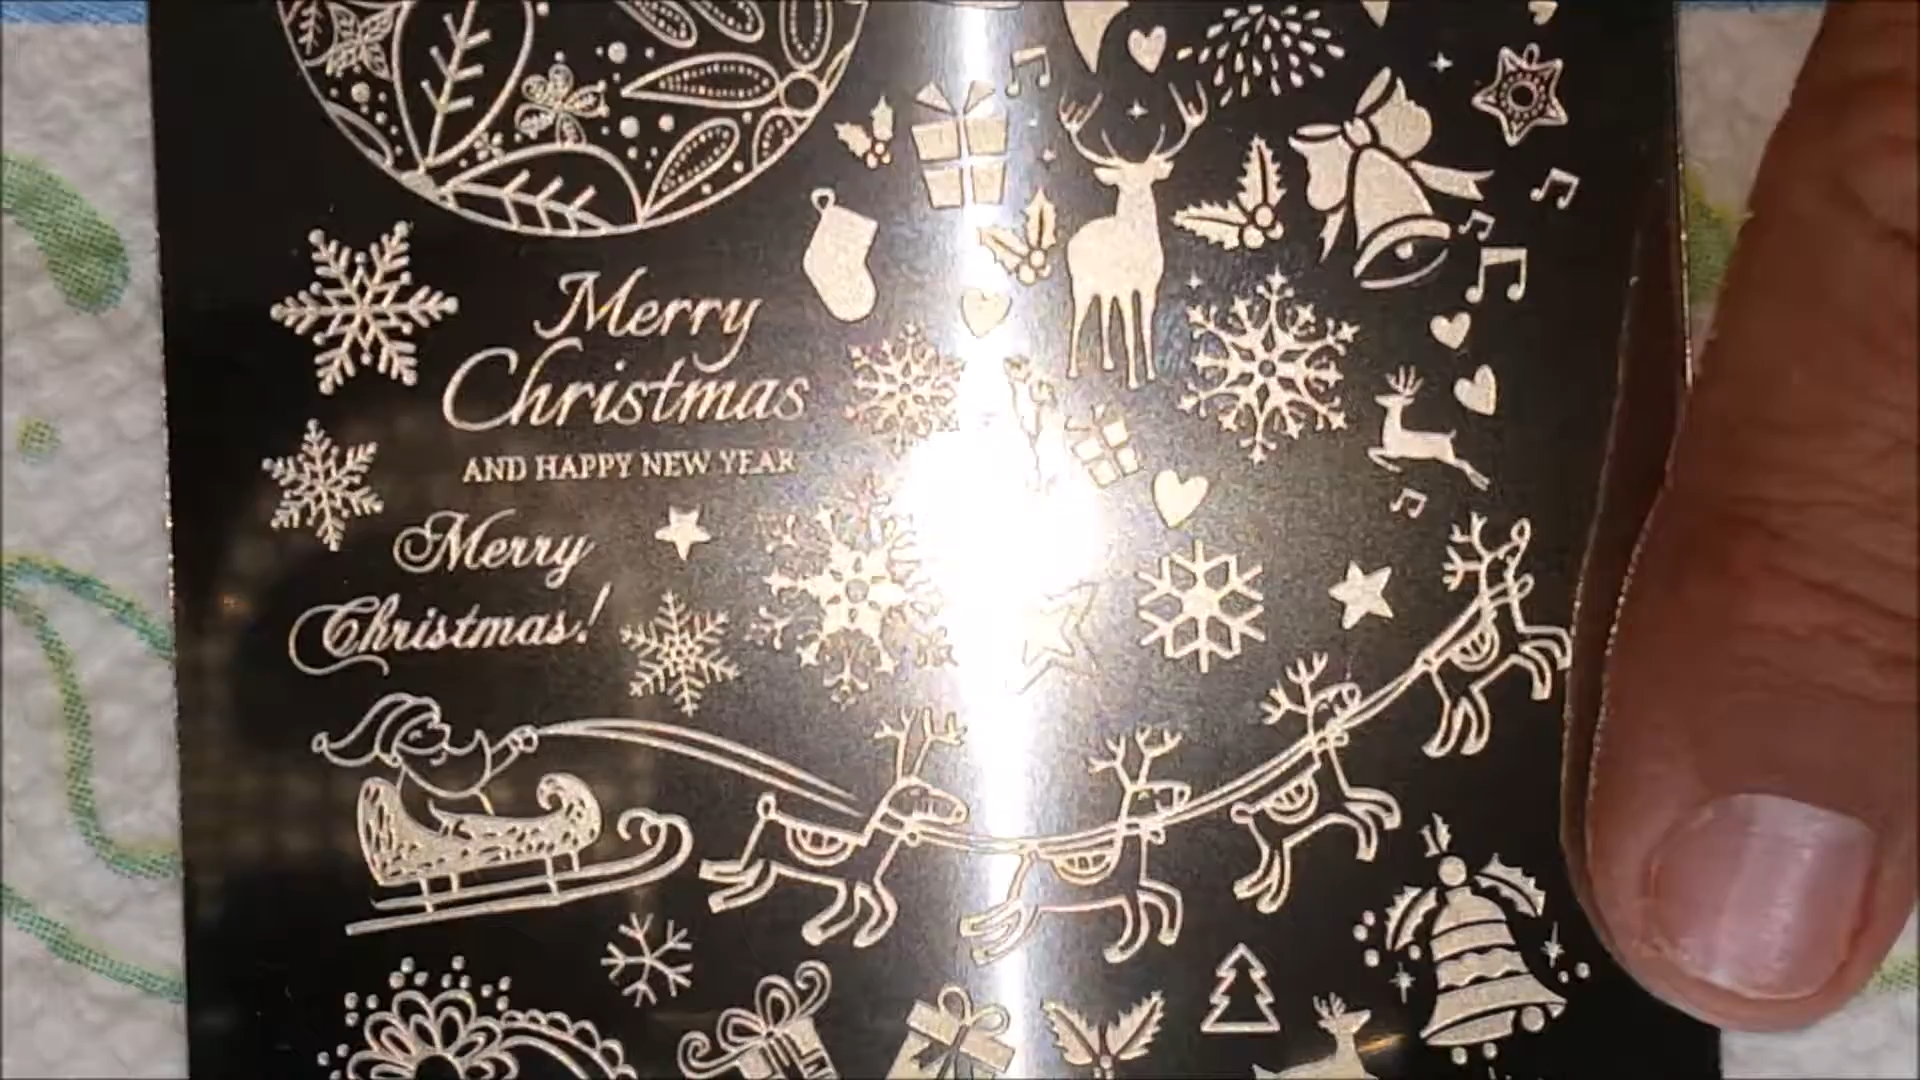 Merry
Christmas
AND HAPPY NEW YEAR
Merry
Christmas!